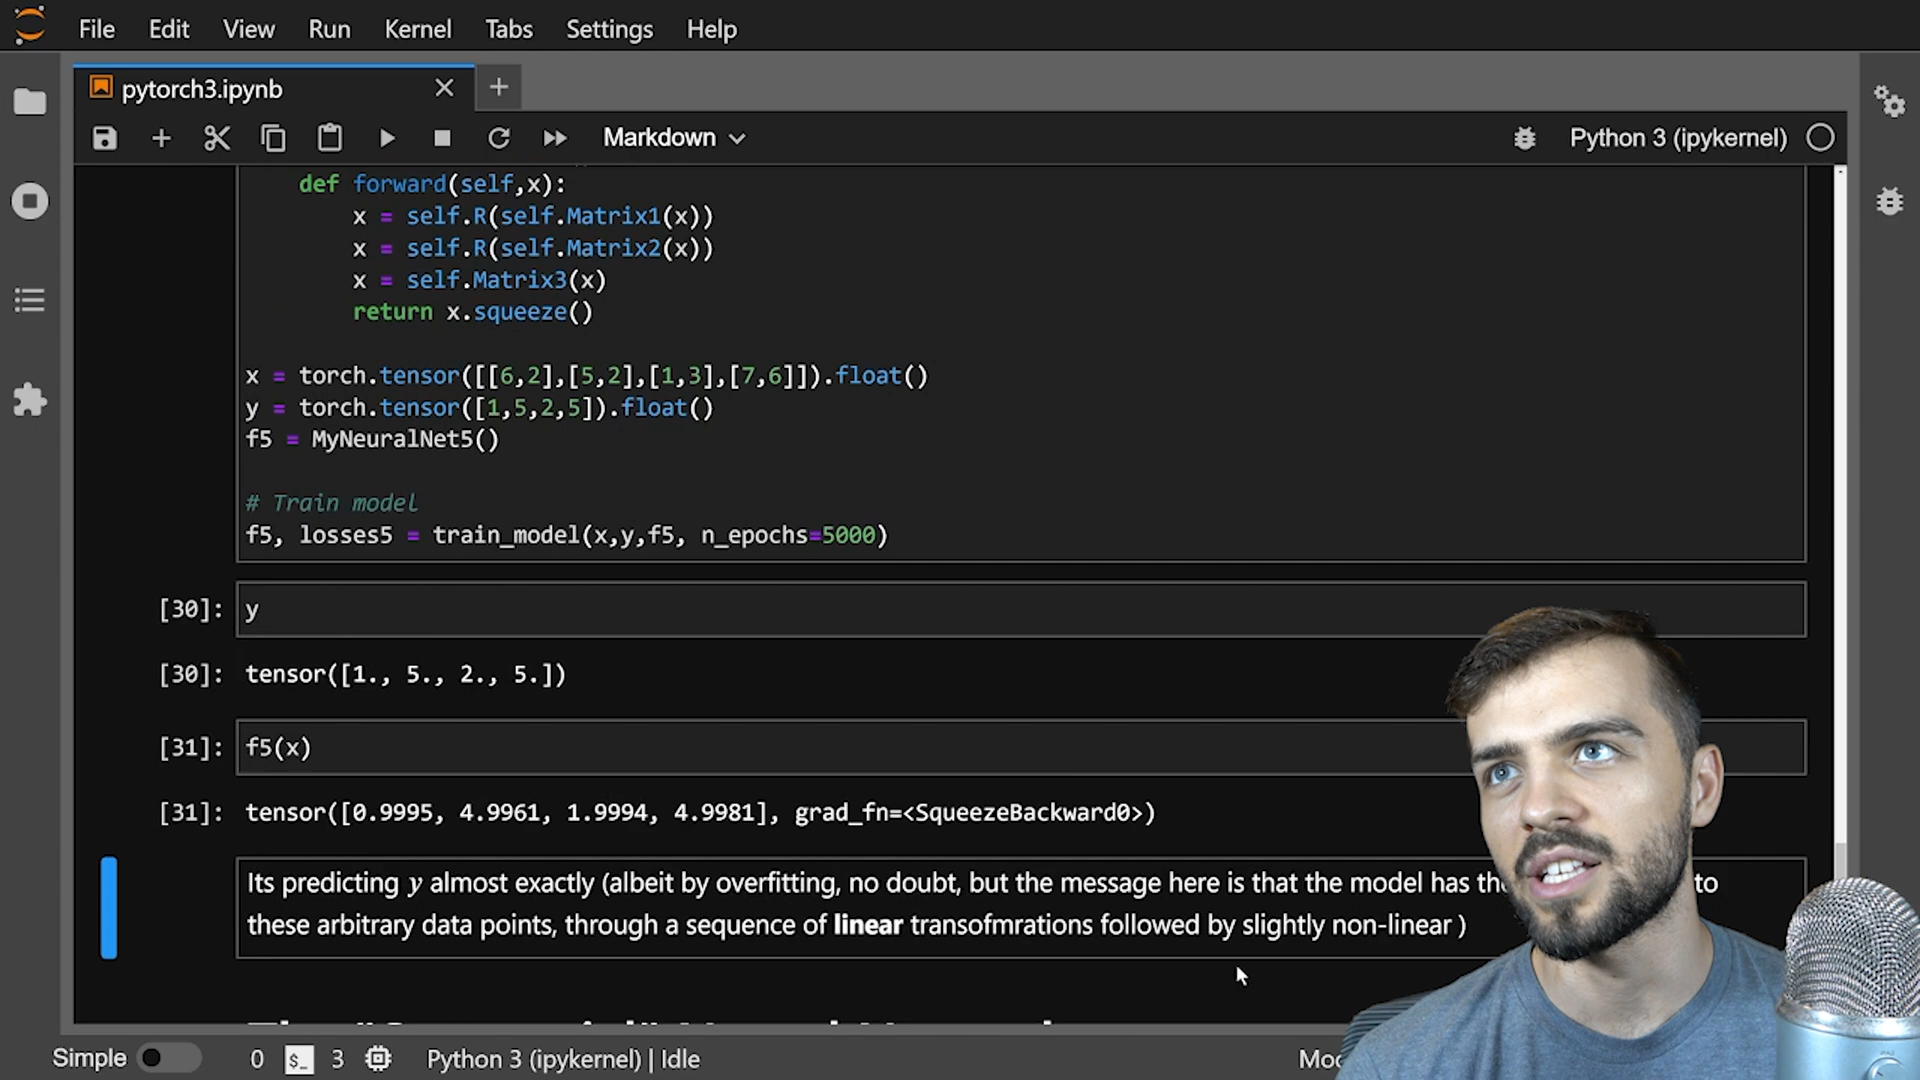 File Edit View Run Kernel Tabs Settings Help
pytorch3.ipynb
Markdown
Python 3 (ipykernel)
def forward(self,x):
x = self.R(self.Matrix1(x))
x = self.R(self.Matrix2(x))
x = self.Matrix3(x)
return x.squeeze()
x = torch.tensor([[6,2],[5,2],[1,3],[7,6]]).float()
y = torch.tensor([1,5,2,5]).float()
f5 = MyNeuralNet5()
# Train model
f5, losses5 = train_model(x,y,f5, n_epochs=5000)
[30]: y
[30]: tensor([1., 5., 2., 5.])
[31]: f5(x)
[31]: tensor([0.9995, 4.9961, 1.9994, 4.9981], grad_fn=<SqueezeBackward0>)
Its predicting y almost exactly (albeit by overfitting, no doubt, but the message here is that the model has to
these arbitrary data points, through a sequence of linear transofmrations followed by slightly non-linear )
Simple 0 $_ 3 Python 3 (ipykernel) | Idle